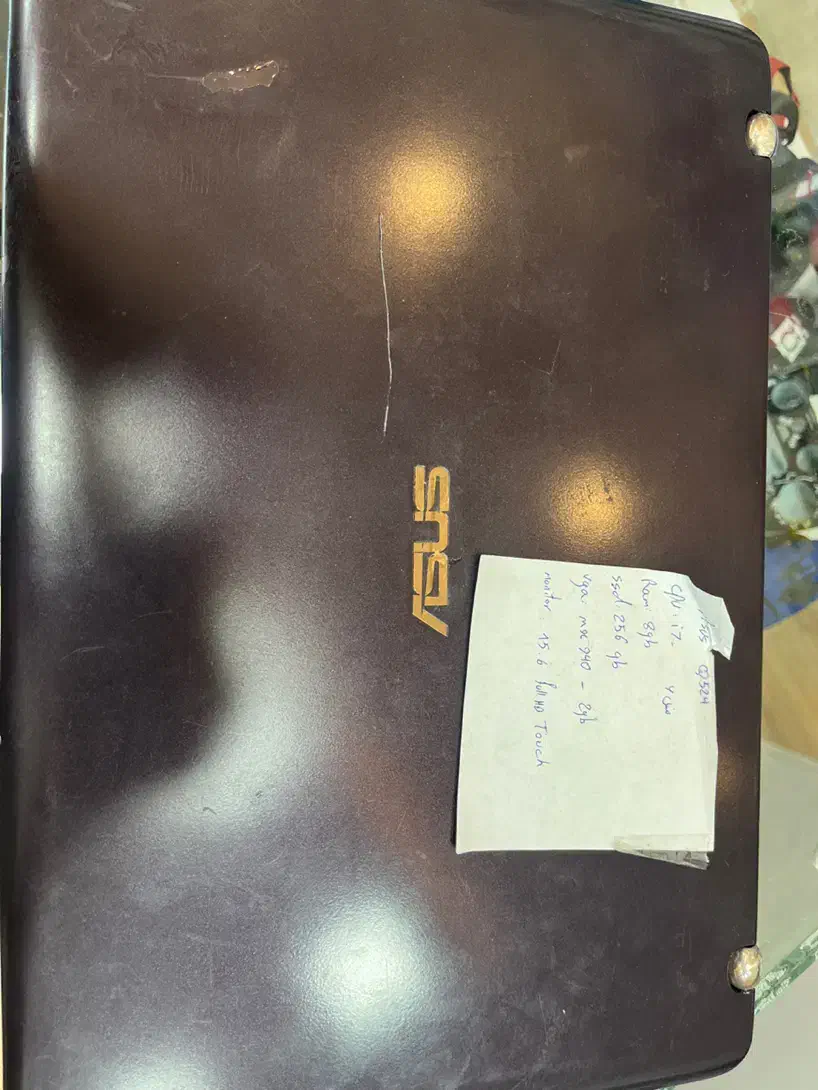 ASUS
Q524
CPU: i7-
Ram: 8gb
ssd: 256 gb
vga: mx 940 - 2gb
monitor: 15.6 full HD Touch